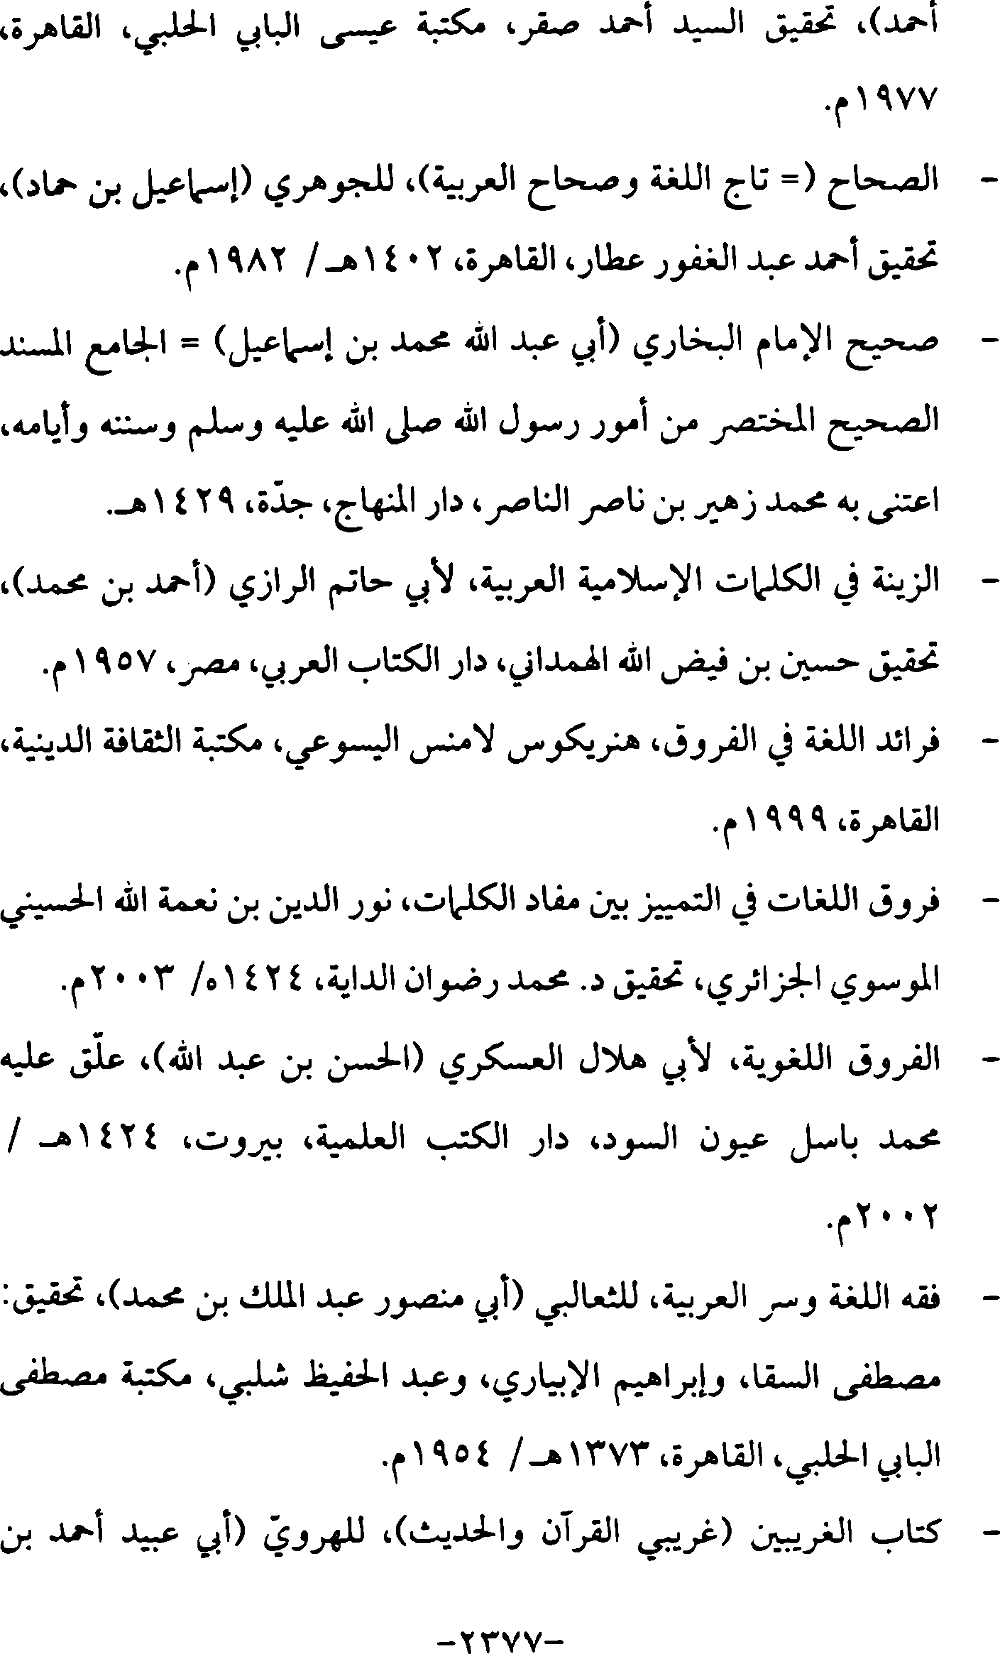 أحمد)، تحقيق السيد أحمد صقر، مكتبة عيسى البابي الحلبي، القاهرة،
١٩٧٧م.
- الصحاح (= تاج اللغة وصحاح العربية)، للجوهري (إسماعيل بن حماد)،
تحقيق أحمد عبد الغفور عطار، القاهرة، ١٤٠٢هـ/ ١٩٨٢م.
- صحيح الإمام البخاري (أبي عبد الله محمد بن إسماعيل) = الجامع المسند
الصحيح المختصر من أمور رسول الله صلى الله عليه وسلم وسننه وأيامه،
اعتنى به محمد زهير بن ناصر الناصر، دار المنهاج، جدّة، ١٤٢٩هـ.
- الزينة في الكلمات الإسلامية العربية، لأبي حاتم الرازي (أحمد بن محمد)،
تحقيق حسين بن فيض الله الهمداني، دار الكتاب العربي، مصر، ١٩٥٧م.
- فرائد اللغة في الفروق، هنريكوس لامنس اليسوعي، مكتبة الثقافة الدينية،
القاهرة، ١٩٩٩م.
- فروق اللغات في التمييز بين مفاد الكلمات، نور الدين بن نعمة الله الحسيني
الموسوي الجزائري، تحقيق د. محمد رضوان الداية، ١٤٢٤ه/ ٢٠٠٣م.
- الفروق اللغوية، لأبي هلال العسكري (الحسن بن عبد الله)، علّق عليه
محمد باسل عيون السود، دار الكتب العلمية، بيروت، ١٤٢٤هـ /
٢٠٠٢م.
- فقه اللغة وسر العربية، للثعالبي (أبي منصور عبد الملك بن محمد)، تحقيق:
مصطفى السقا، وإبراهيم الإبياري، وعبد الحفيظ شلبي، مكتبة مصطفى
البابي الحلبي، القاهرة، ١٣٧٣هـ/ ١٩٥٤م.
- كتاب الغريبين (غريبي القرآن والحديث)، للهرويّ (أبي عبيد أحمد بن
-٢٣٧٧-